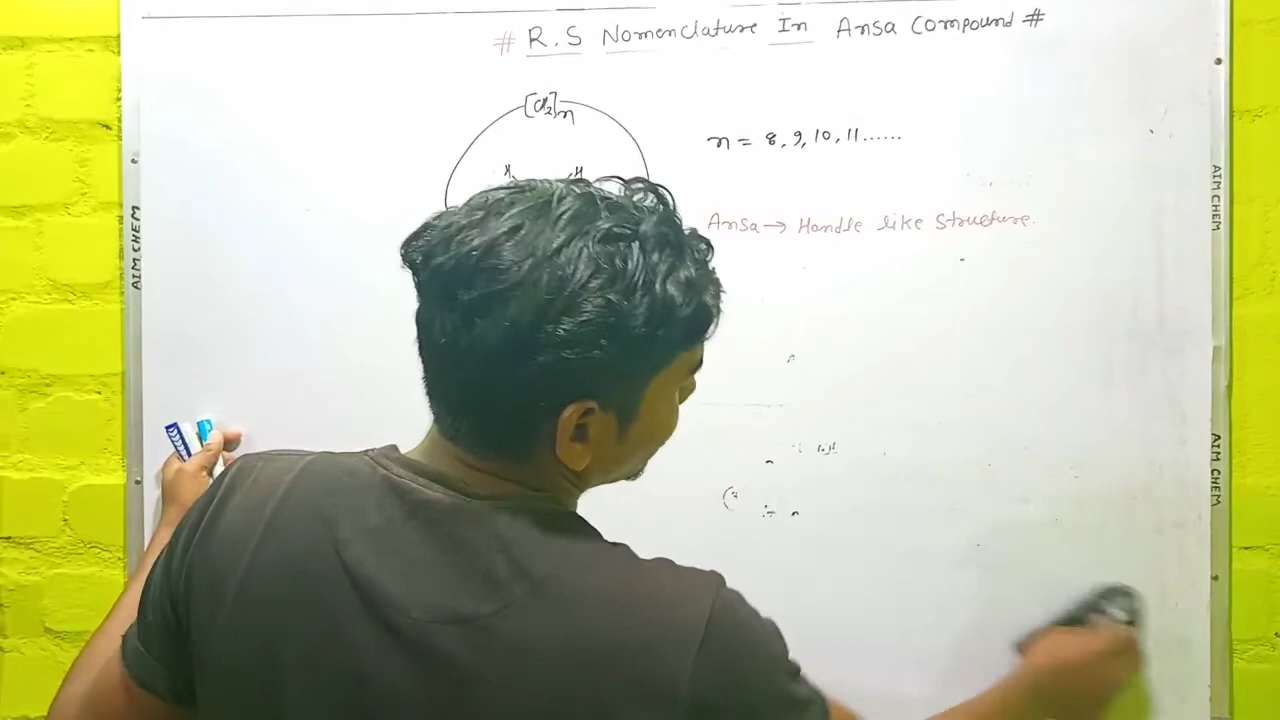 # R.S Nomenclature In Ansa Compound #
[CH₂]n
n = 8, 9, 10, 11......
H H
Ansa → Handle like structure.
AIM CHEM
AIM CHEM
AIM CHEM